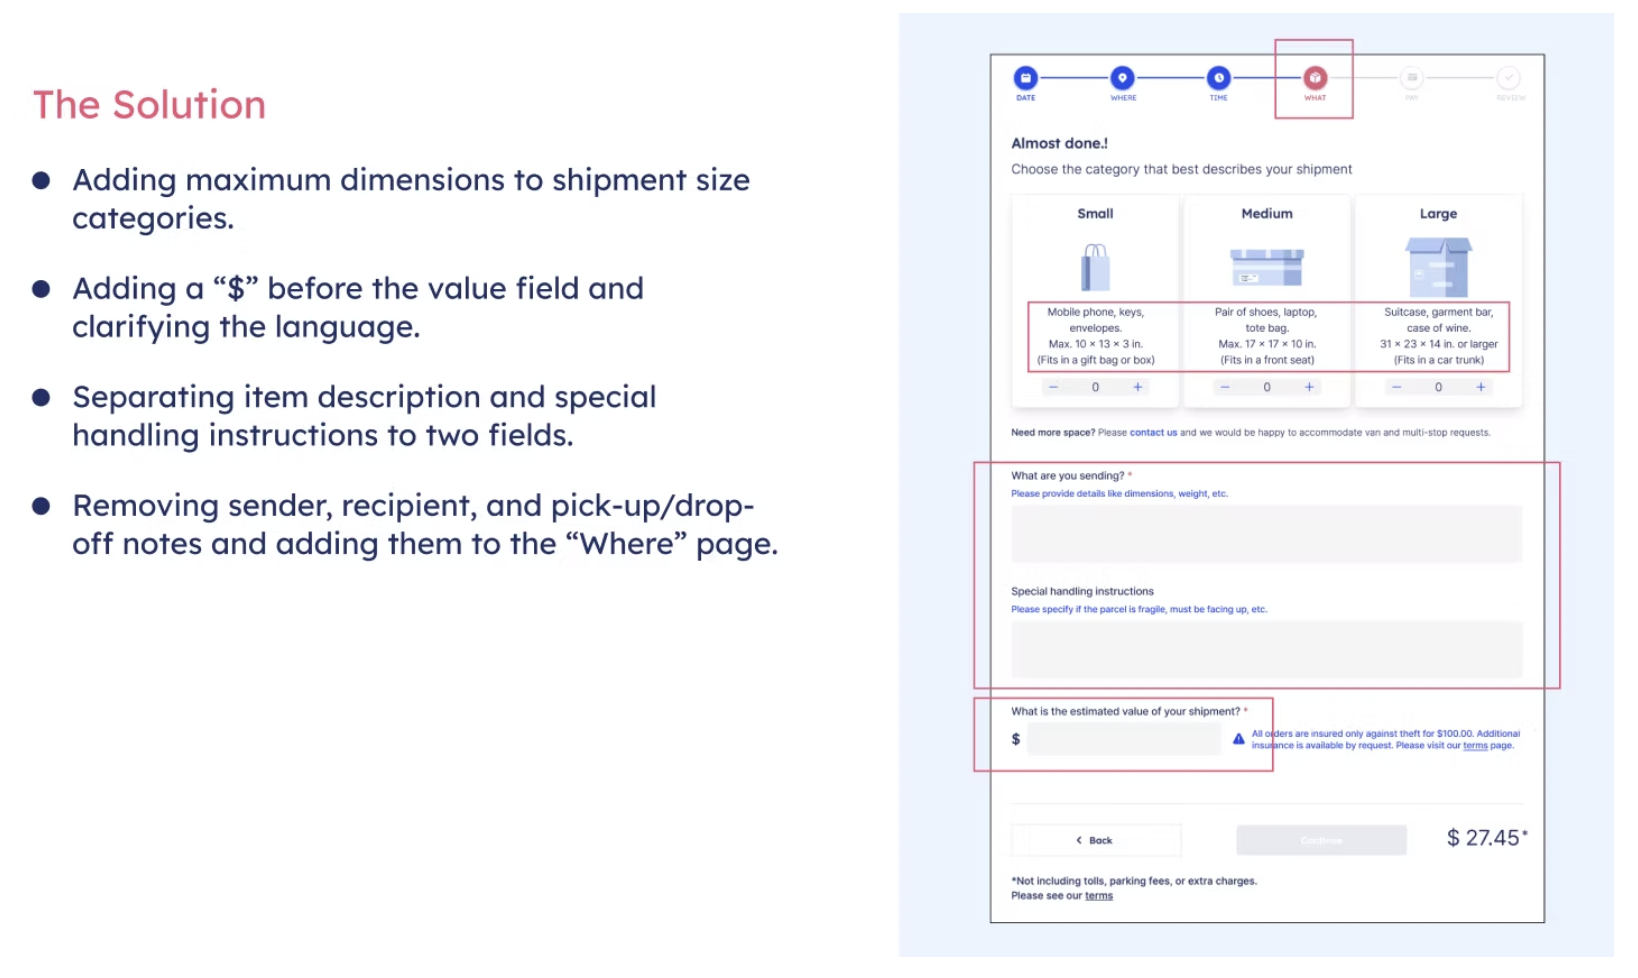 The Solution
● Adding maximum dimensions to shipment size
categories.
● Adding a “$” before the value field and
clarifying the language.
● Separating item description and special
handling instructions to two fields.
● Removing sender, recipient, and pick-up/drop-
off notes and adding them to the “Where” page.
DATE WHERE TIME WHAT PAY REVIEW
Almost done.!
Choose the category that best describes your shipment
Small Medium Large
Mobile phone, keys,
envelopes.
Max. 10 × 13 × 3 in.
(Fits in a gift bag or box)
Pair of shoes, laptop,
tote bag.
Max. 17 × 17 × 10 in.
(Fits in a front seat)
Suitcase, garment bar,
case of wine.
31 × 23 × 14 in. or larger
(Fits in a car trunk)
− 0 + − 0 + − 0 +
Need more space? Please contact us and we would be happy to accommodate van and multi-stop requests.
What are you sending? *
Please provide details like dimensions, weight, etc.
Special handling instructions
Please specify if the parcel is fragile, must be facing up, etc.
What is the estimated value of your shipment? *
$
All orders are insured only against theft for $100.00. Additional
insurance is available by request. Please visit our terms page.
< Back Continue $ 27.45*
*Not including tolls, parking fees, or extra charges.
Please see our terms